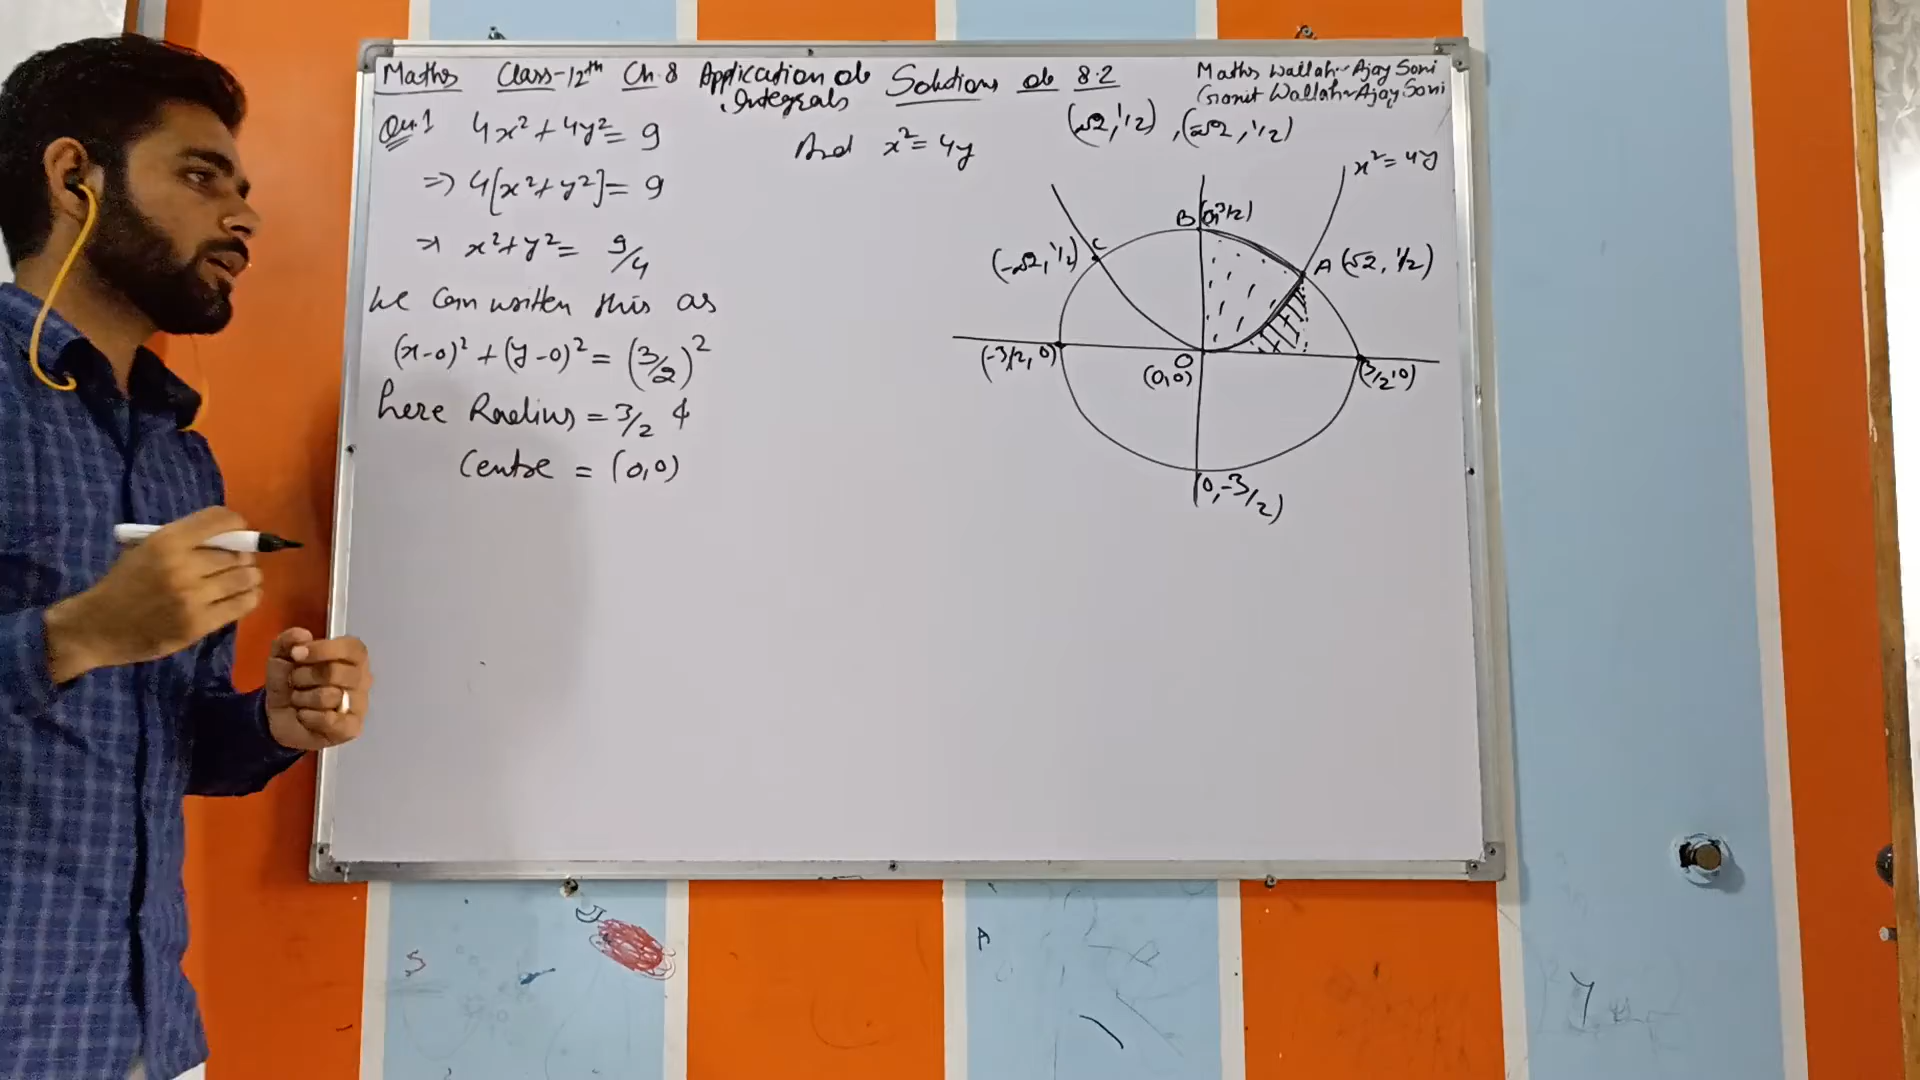 Maths Class-12th Ch.8 Application of Integrals Solutions of 8.2
Maths Wallah~Ajay Soni
Gamit Wallah~Ajay Soni
Qu.1 4x²+4y²= 9 And x²=4y
(√2,1/2) , (-√2,1/2)
=> 4[x²+y²]= 9
=> x²+y²= 9/4
we can written this as
(x-0)²+(y-0)²=(3/2)²
here Radius = 3/2 &
Centre = (0,0)
x²=4y
B (0,3/2)
C
(-√2,1/2)
A (√2, 1/2)
(-3/2,0)
O
(0,0)
(3/2,0)
(0,-3/2)
S
A